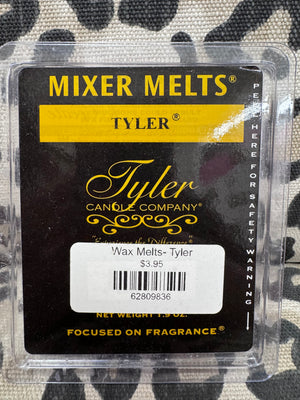 MIXER MELTS®
TYLER®
Tyler
CANDLE COMPANY®
Wax Melts- Tyler
$3.95
62809836
NET WEIGHT 1.9 OZ.
FOCUSED ON FRAGRANCE®
PEEL HERE FOR SAFETY WARNING